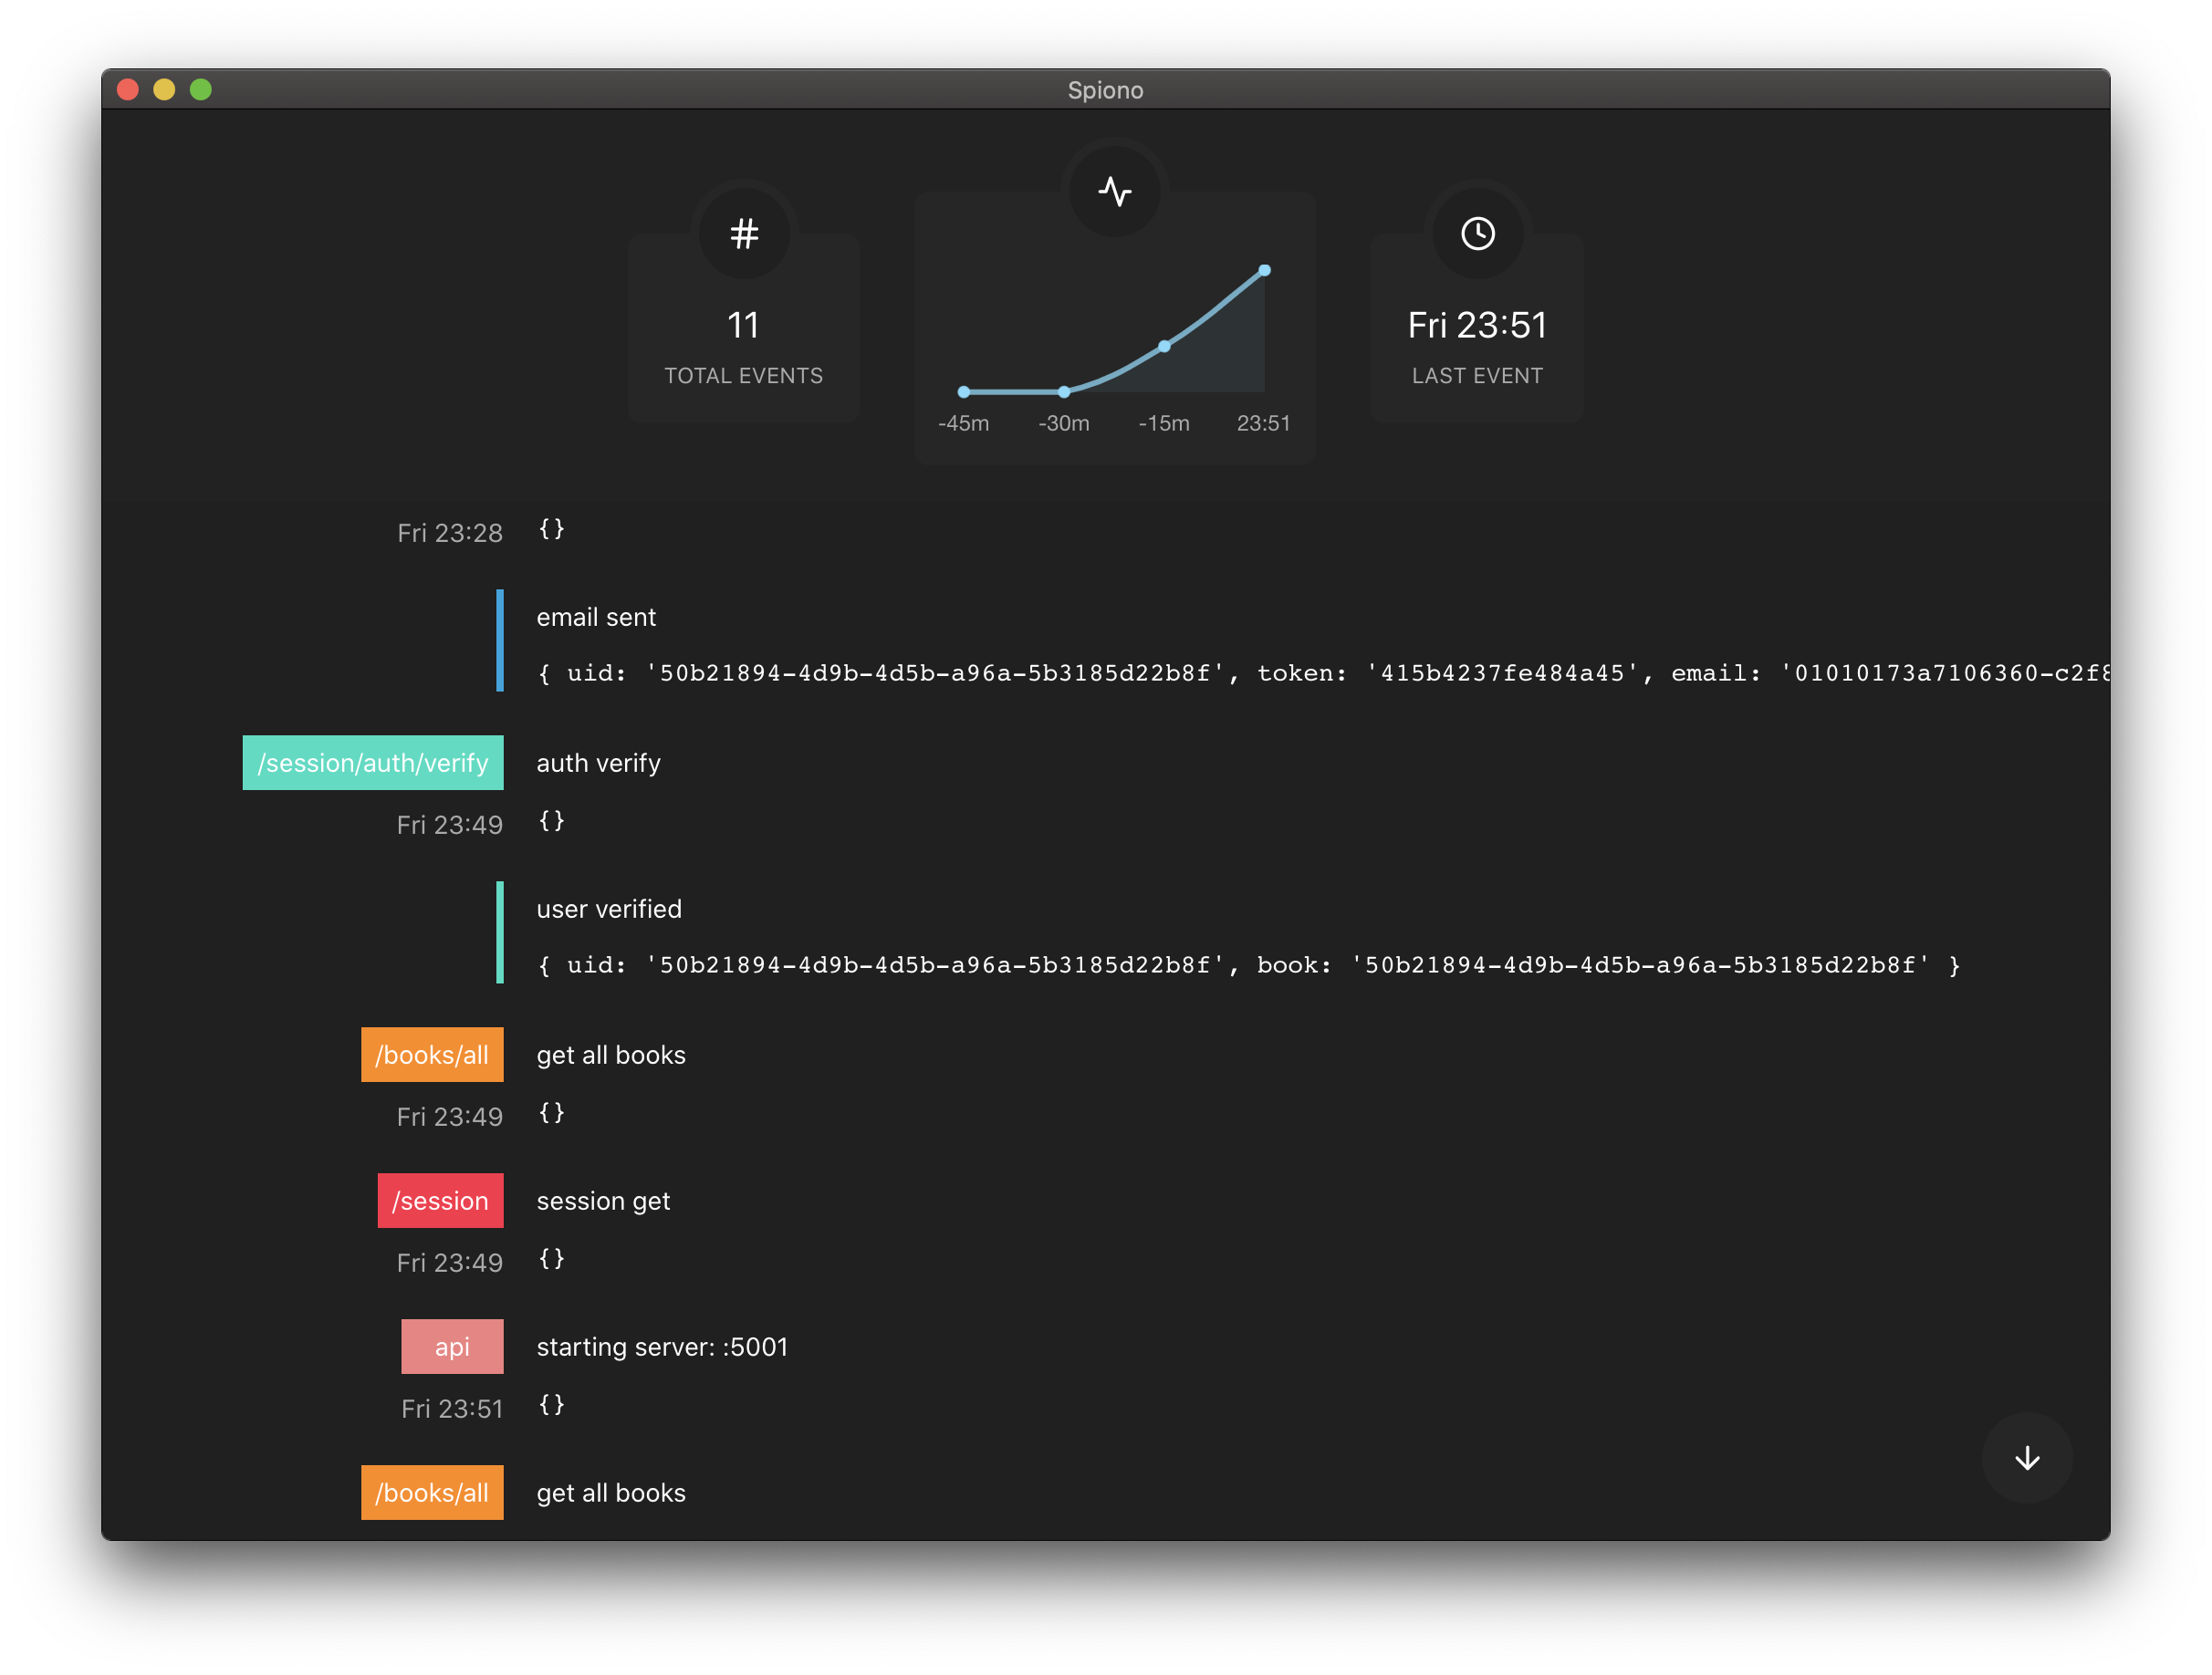 Spiono
11
TOTAL EVENTS
-45m -30m -15m 23:51
Fri 23:51
LAST EVENT
Fri 23:28 {}
email sent
{ uid: '50b21894-4d9b-4d5b-a96a-5b3185d22b8f', token: '415b4237fe484a45', email: '01010173a7106360-c2f8
/session/auth/verify auth verify
Fri 23:49 {}
user verified
{ uid: '50b21894-4d9b-4d5b-a96a-5b3185d22b8f', book: '50b21894-4d9b-4d5b-a96a-5b3185d22b8f' }
/books/all get all books
Fri 23:49 {}
/session session get
Fri 23:49 {}
api starting server: :5001
Fri 23:51 {}
/books/all get all books